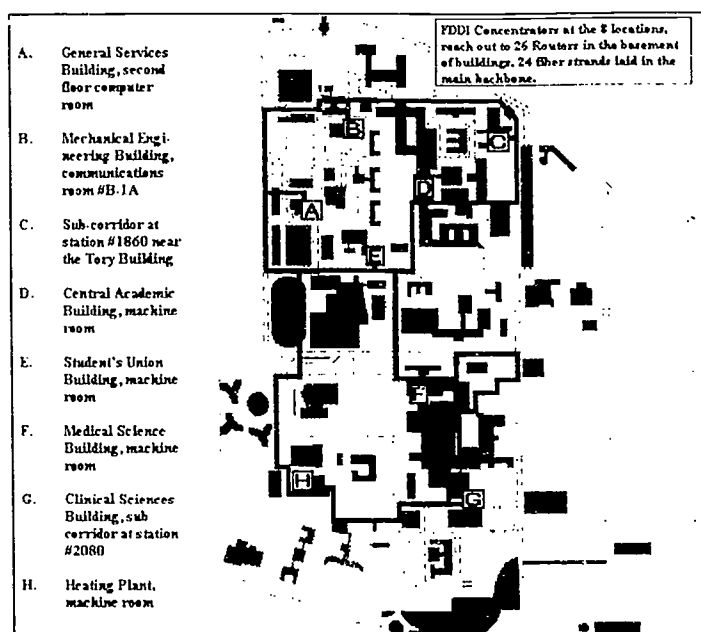 FDDI Concentrators at the 8 locations,
reach out to 26 Routers in the basement
of buildings. 24 fiber strands laid in the
main backbone.
A. General Services
Building, second
floor computer
room
B. Mechanical Engi-
neering Building,
communications
room #B-1A
C. Sub-corridor at
station #1860 near
the Tory Building
D. Central Academic
Building, machine
room
E. Student's Union
Building, machine
room
F. Medical Science
Building, machine
room
G. Clinical Sciences
Building, sub
corridor at station
#2080
H. Heating Plant,
machine room
B
C
D
A
E
F
H
G